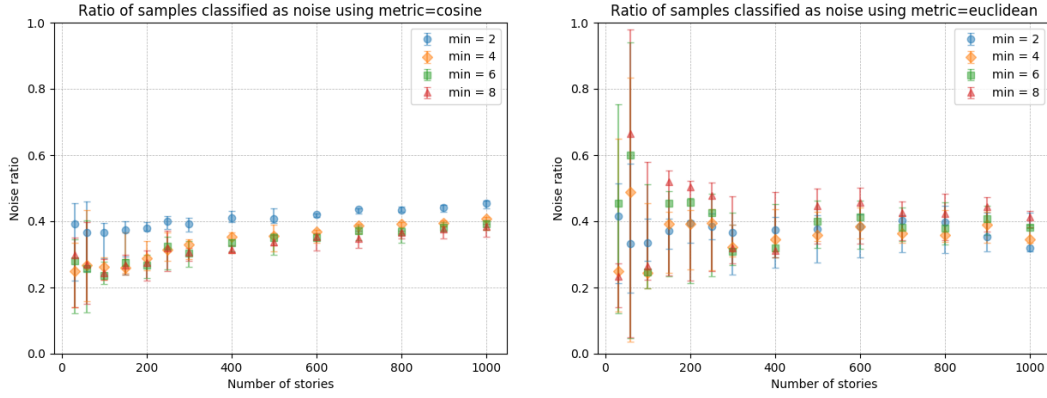 Ratio of samples classified as noise using metric=cosine
1.0
0.8
0.6
0.4
0.2
0.0
Noise ratio
0
200
400
600
800
1000
Number of stories
min = 2
min = 4
min = 6
min = 8
Ratio of samples classified as noise using metric=euclidean
1.0
0.8
0.6
0.4
0.2
0.0
Noise ratio
0
200
400
600
800
1000
Number of stories
min = 2
min = 4
min = 6
min = 8